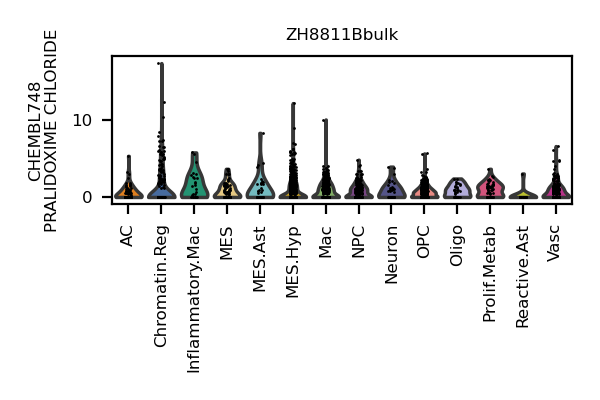 ZH8811Bbulk
CHEMBL748
PRALIDOXIME CHLORIDE
10
0
AC
Chromatin.Reg
Inflammatory.Mac
MES
MES.Ast
MES.Hyp
Mac
NPC
Neuron
OPC
Oligo
Prolif.Metab
Reactive.Ast
Vasc